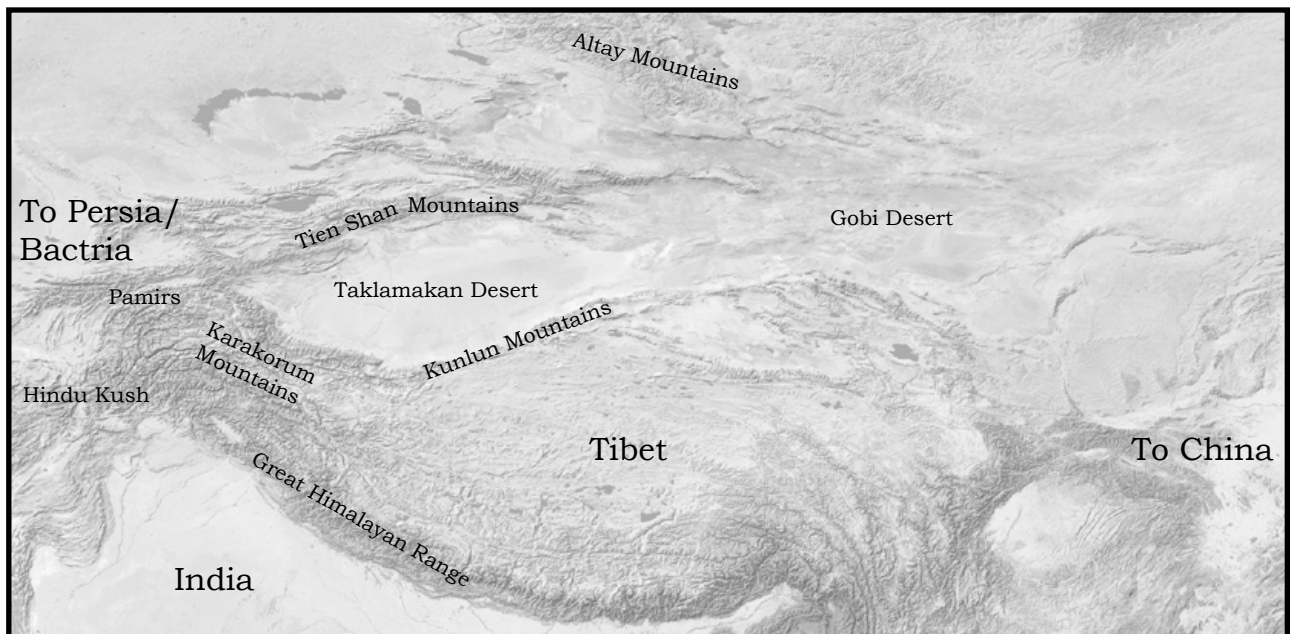 Altay Mountains
To Persia/
Bactria
Tien Shan Mountains
Gobi Desert
Pamirs
Taklamakan Desert
Karakorum
Mountains
Kunlun Mountains
Hindu Kush
Tibet
To China
Great Himalayan Range
India